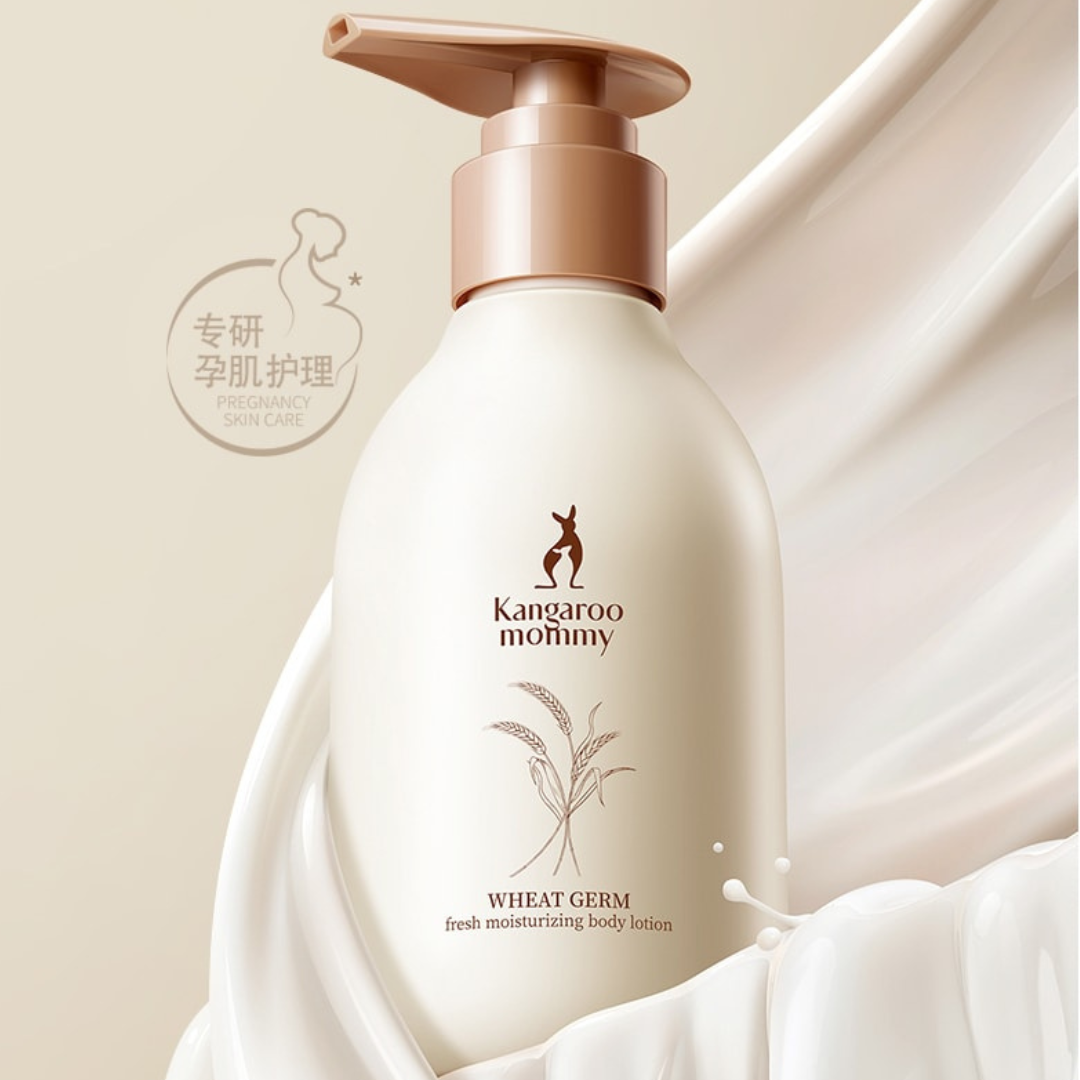 专研
孕肌护理
PREGNANCY
SKIN CARE
*
Kangaroo
mommy
WHEAT GERM
fresh moisturizing body lotion